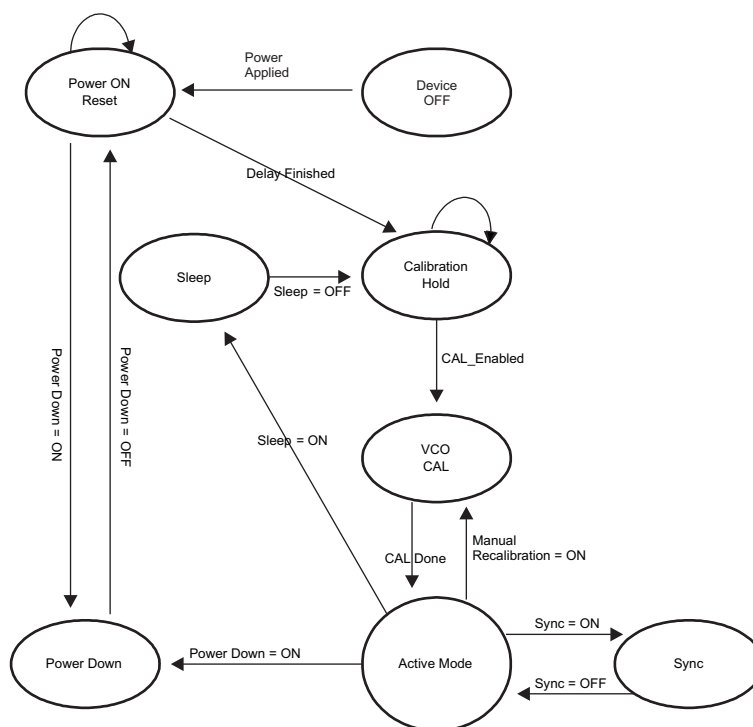 Power ON
Reset
Power
Applied
Device
OFF
Delay Finished
Sleep
Sleep = OFF
Calibration
Hold
CAL_Enabled
Power Down = ON
Power Down = OFF
Sleep = ON
VCO
CAL
CAL Done
Manual
Recalibration = ON
Power Down
Power Down = ON
Active Mode
Sync = ON
Sync = OFF
Sync